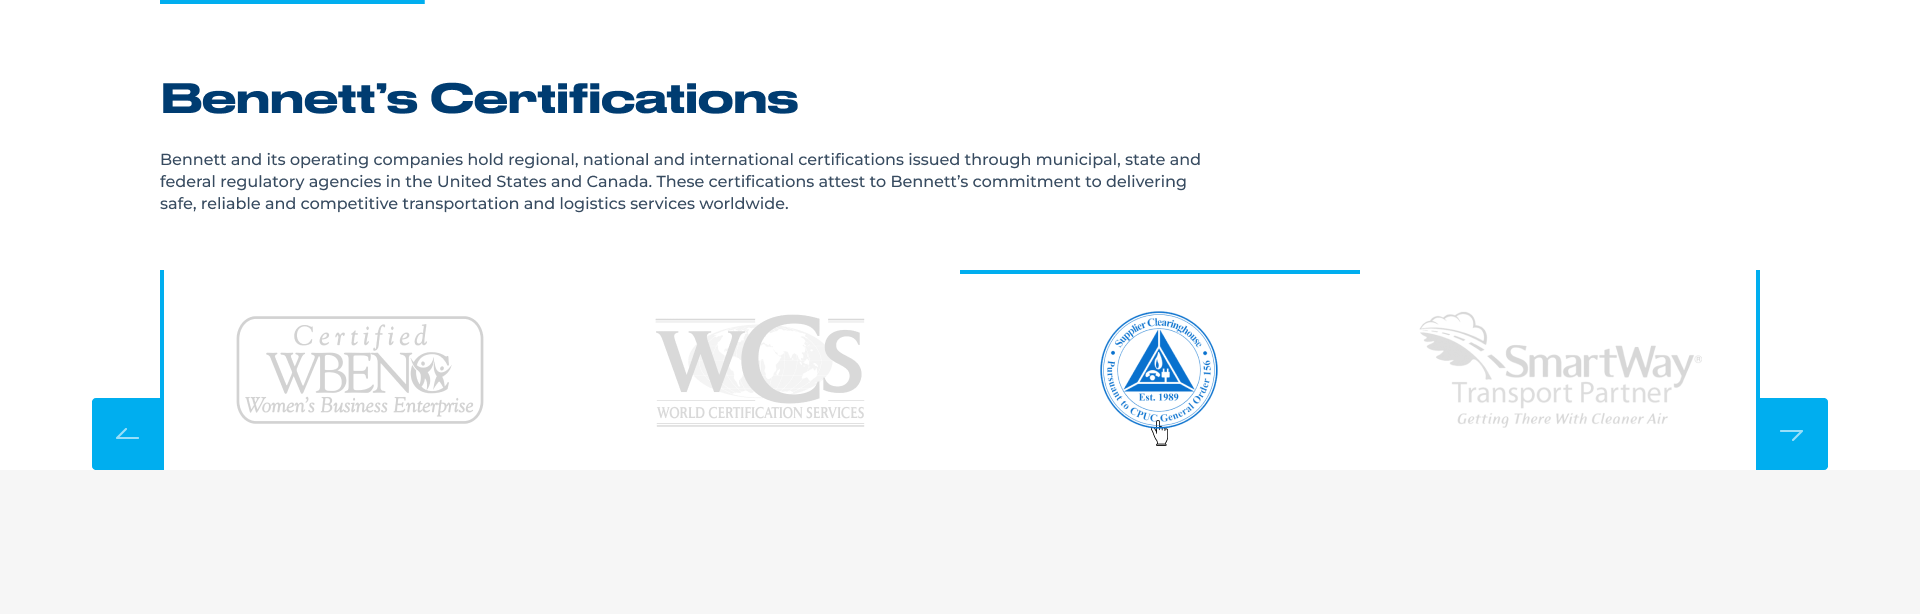 Bennett’s Certifications
Bennett and its operating companies hold regional, national and international certifications issued through municipal, state and
federal regulatory agencies in the United States and Canada. These certifications attest to Bennett’s commitment to delivering
safe, reliable and competitive transportation and logistics services worldwide.
Certified
WBENC
Women's Business Enterprise
WCS
WORLD CERTIFICATION SERVICES
Supplier Clearinghouse
Est. 1989
Pursuant to CPUC General Order 156
SmartWay®
Transport Partner
Getting There With Cleaner Air